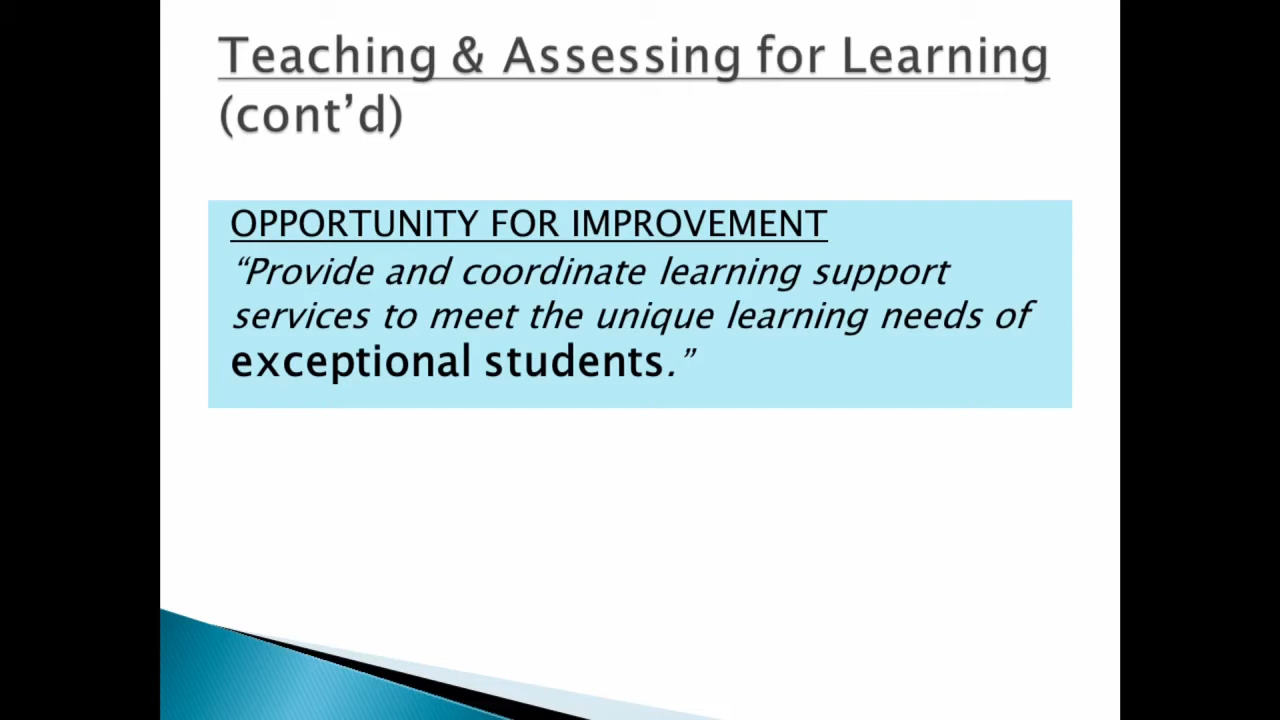 Teaching & Assessing for Learning
(cont’d)
OPPORTUNITY FOR IMPROVEMENT
“Provide and coordinate learning support
services to meet the unique learning needs of
exceptional students.”